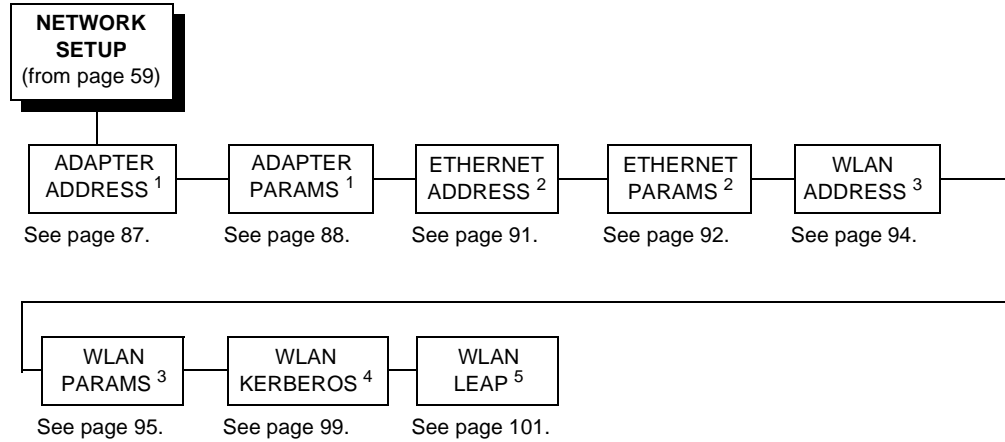 NETWORK
SETUP
(from page 59)
ADAPTER
ADDRESS 1
See page 87.
ADAPTER
PARAMS 1
See page 88.
ETHERNET
ADDRESS 2
See page 91.
ETHERNET
PARAMS 2
See page 92.
WLAN
ADDRESS 3
See page 94.
WLAN
PARAMS 3
See page 95.
WLAN
KERBEROS 4
See page 99.
WLAN
LEAP 5
See page 101.